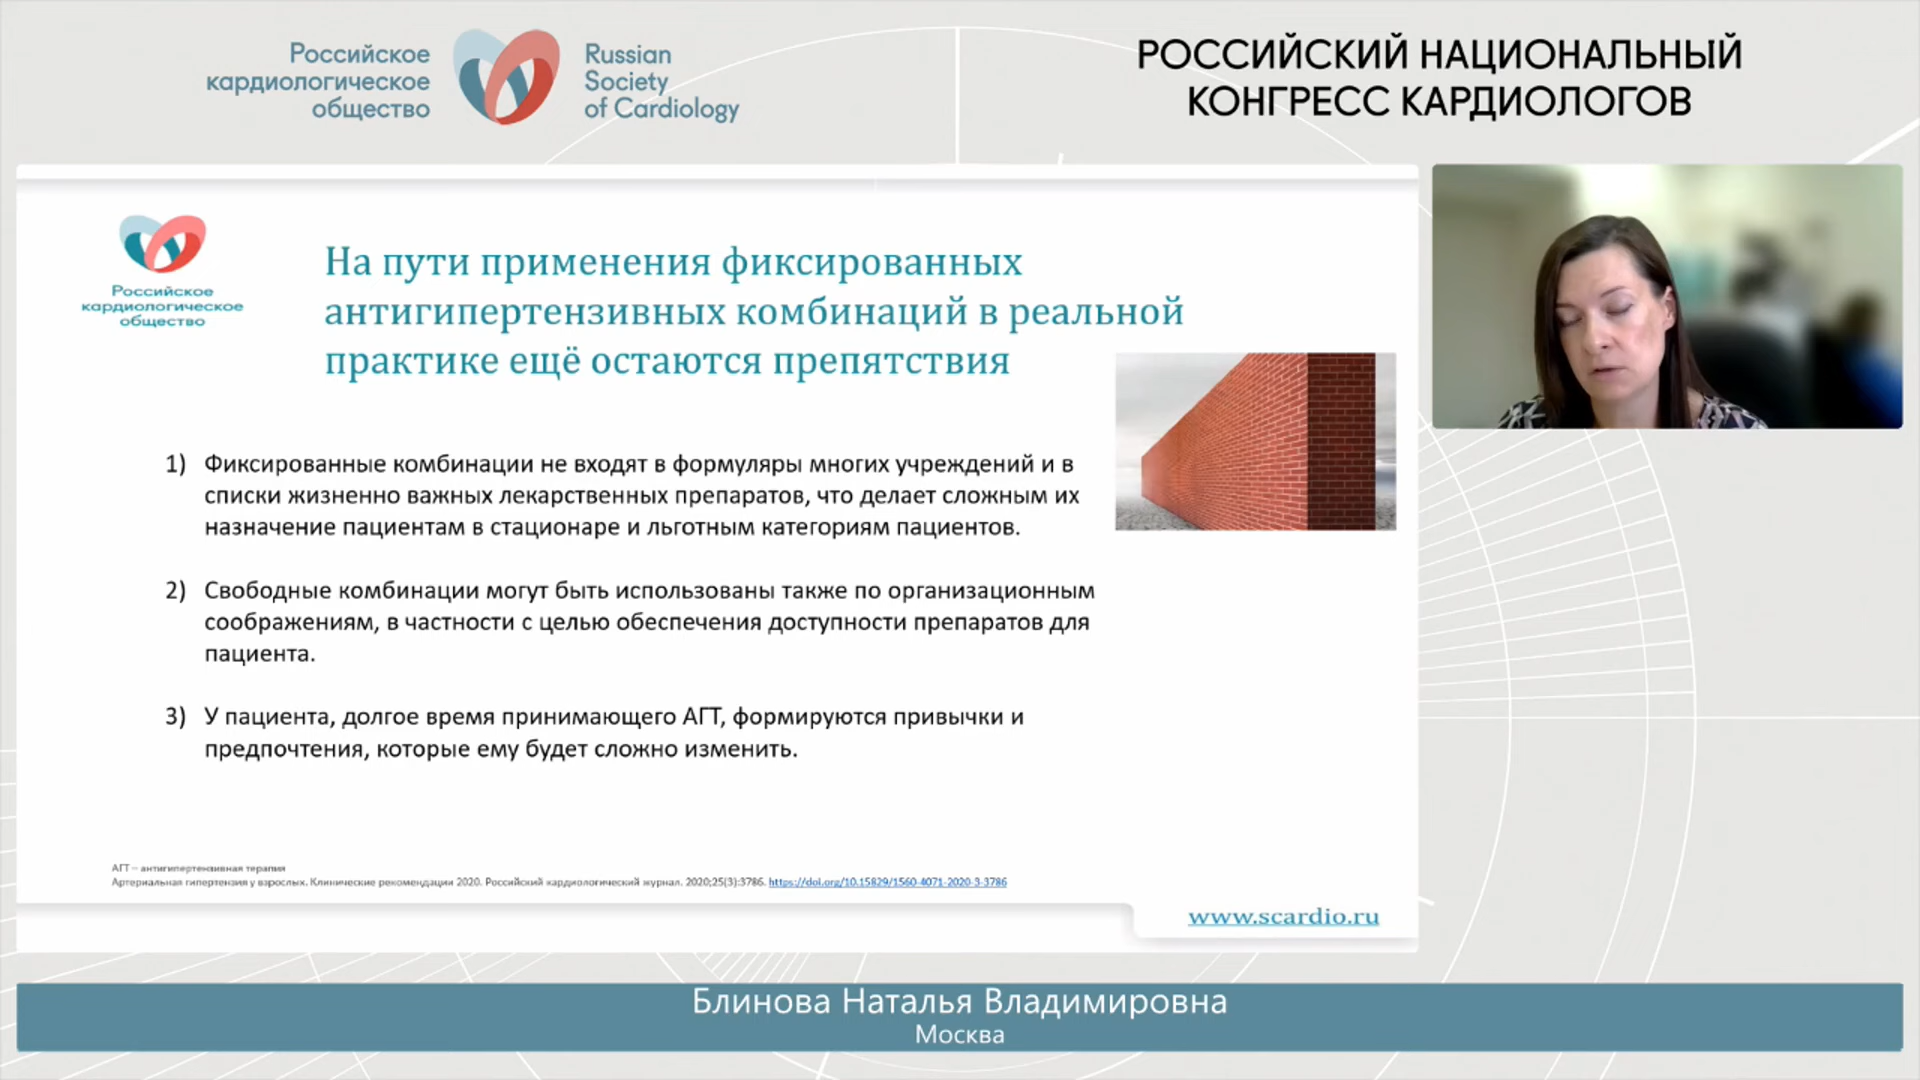 Российское
кардиологическое
общество
Russian
Society
of Cardiology
РОССИЙСКИЙ НАЦИОНАЛЬНЫЙ
КОНГРЕСС КАРДИОЛОГОВ
Российское
кардиологическое
общество
На пути применения фиксированных
антигипертензивных комбинаций в реальной
практике ещё остаются препятствия
1) Фиксированные комбинации не входят в формуляры многих учреждений и в
списки жизненно важных лекарственных препаратов, что делает сложным их
назначение пациентам в стационаре и льготным категориям пациентов.
2) Свободные комбинации могут быть использованы также по организационным
соображениям, в частности с целью обеспечения доступности препаратов для
пациента.
3) У пациента, долгое время принимающего АГТ, формируются привычки и
предпочтения, которые ему будет сложно изменить.
АГТ – антигипертензивная терапия
Артериальная гипертензия у взрослых. Клинические рекомендации 2020. Российский кардиологический журнал. 2020;25(3):3786. https://doi.org/10.15829/1560-4071-2020-3-3786
www.scardio.ru
Блинова Наталья Владимировна
Москва